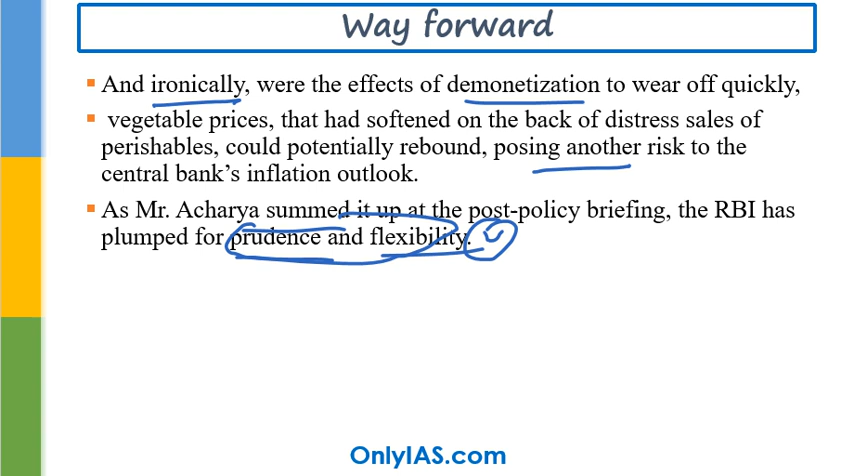 Way forward
And ironically, were the effects of demonetization to wear off quickly,
vegetable prices, that had softened on the back of distress sales of
perishables, could potentially rebound, posing another risk to the
central bank's inflation outlook.
As Mr. Acharya summed it up at the post-policy briefing, the RBI has
plumped for prudence and flexibility.
OnlyIAS.com